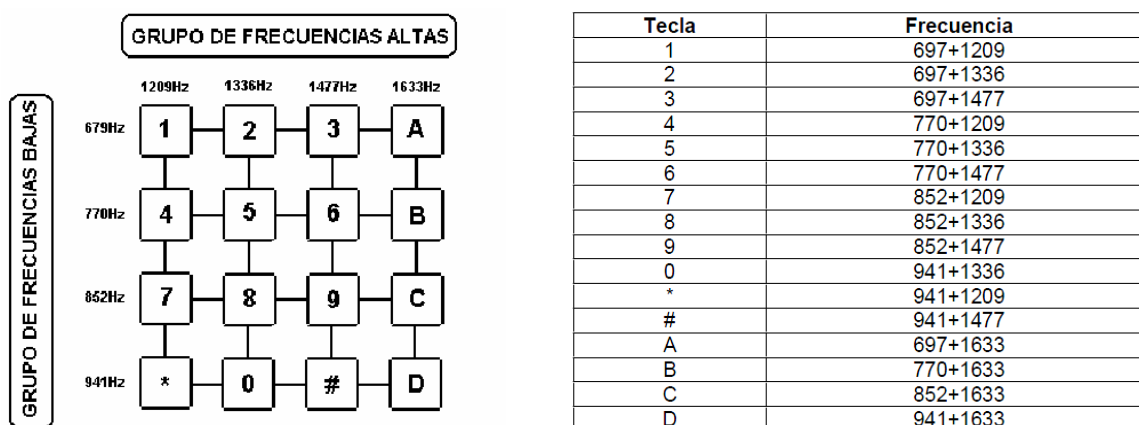 GRUPO DE FRECUENCIAS ALTAS
1209Hz 1336Hz 1477Hz 1633Hz
GRUPO DE FRECUENCIAS BAJAS
679Hz 1 2 3 A
770Hz 4 5 6 B
852Hz 7 8 9 C
941Hz * 0 # D
Tecla Frecuencia
1 697+1209
2 697+1336
3 697+1477
4 770+1209
5 770+1336
6 770+1477
7 852+1209
8 852+1336
9 852+1477
0 941+1336
* 941+1209
# 941+1477
A 697+1633
B 770+1633
C 852+1633
D 941+1633